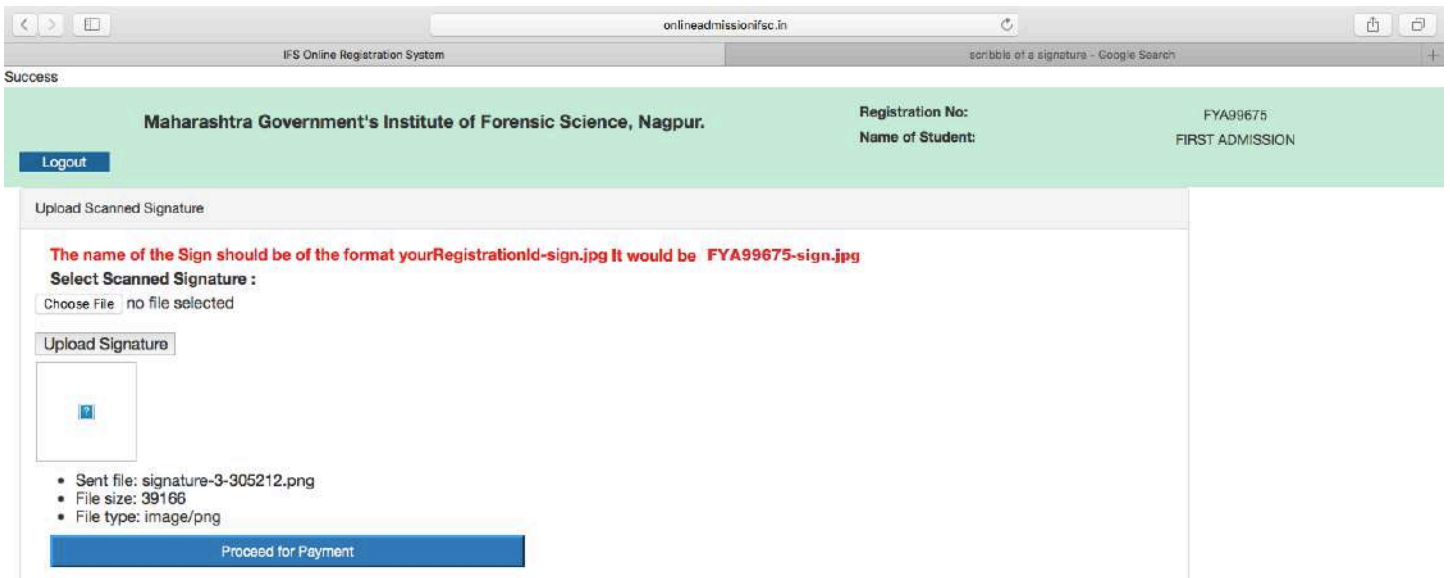 onlineadmissionifsc.in
IFS Online Registration System
scribble of a signature - Google Search
+
Success
Maharashtra Government's Institute of Forensic Science, Nagpur.
Registration No:
FYA99675
Name of Student:
FIRST ADMISSION
Logout
Upload Scanned Signature
The name of the Sign should be of the format yourRegistrationId-sign.jpg It would be FYA99675-sign.jpg
Select Scanned Signature :
Choose File no file selected
Upload Signature
?
• Sent file: signature-3-305212.png
• File size: 39166
• File type: image/png
Proceed for Payment